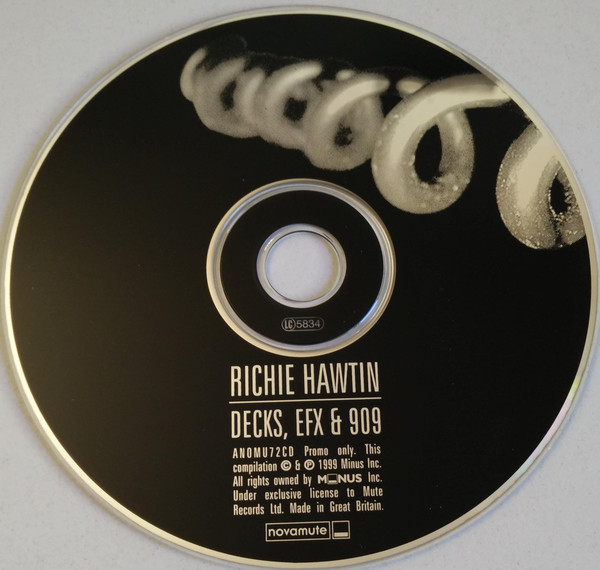 LC 5834
RICHIE HAWTIN
DECKS, EFX & 909
ANOMU72CD Promo only. This
compilation © & ℗ 1999 Minus Inc.
All rights owned by M_NUS Inc.
Under exclusive license to Mute
Records Ltd. Made in Great Britain.
novamute